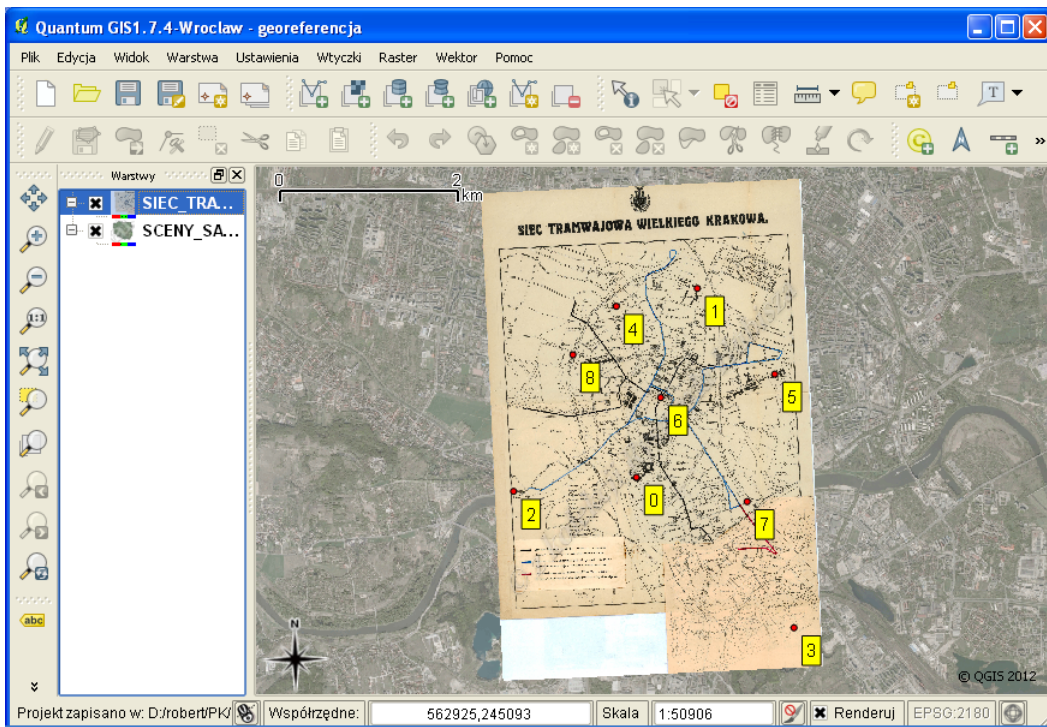 Quantum GIS1.7.4-Wroclaw - georeferencja
Plik Edycja Widok Warstwa Ustawienia Wtyczki Raster Wektor Pomoc
Warstwy
SIEC_TRA...
SCENY_SA...
0 2
km
SIEĆ TRAMWAJOWA WIELKIEGO KRAKOWA.
1
4
8
5
6
0
2
7
3
N
© QGIS 2012
abc
Projekt zapisano w: D:/robert/PK/ Współrzędne: 562925,245093 Skala 1:50906 Renderuj EPSG:2180